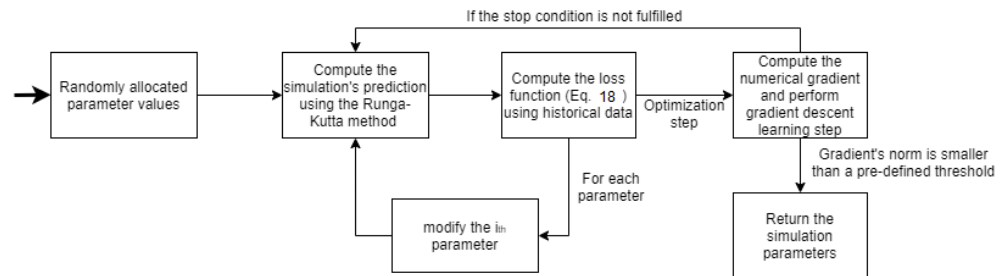 If the stop condition is not fulfilled
Randomly allocated
parameter values
Compute the
simulation's prediction
using the Runga-
Kutta method
Compute the loss
function (Eq. 18 )
using historical data
Optimization
step
Compute the
numerical gradient
and perform
gradient descent
learning step
For each
parameter
modify the ith
parameter
Gradient's norm is smaller
than a pre-defined threshold
Return the
simulation
parameters